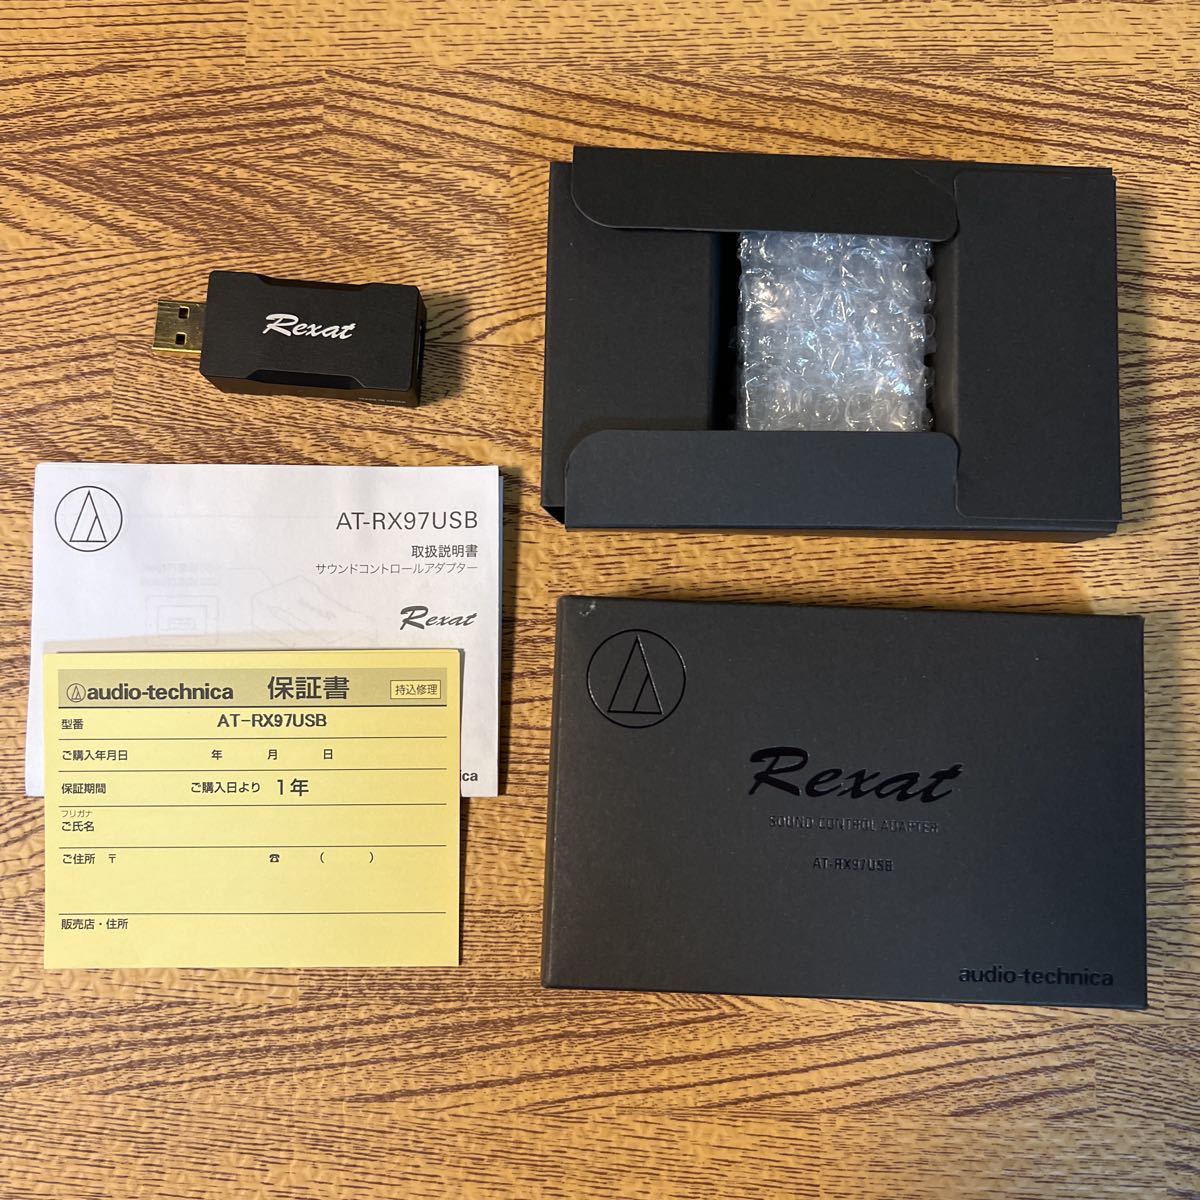 Rexat
AT-RX97USB
取扱説明書
サウンドコントロールアダプター
Rexat
audio-technica 保証書 持込修理
型番 AT-RX97USB
ご購入年月日 年 月 日
保証期間 ご購入日より 1年
フリガナ
ご氏名
ご住所 〒 ☎ ( )
販売店・住所
nica
Rexat
SOUND CONTROL ADAPTER
AT-RX97USB
audio-technica